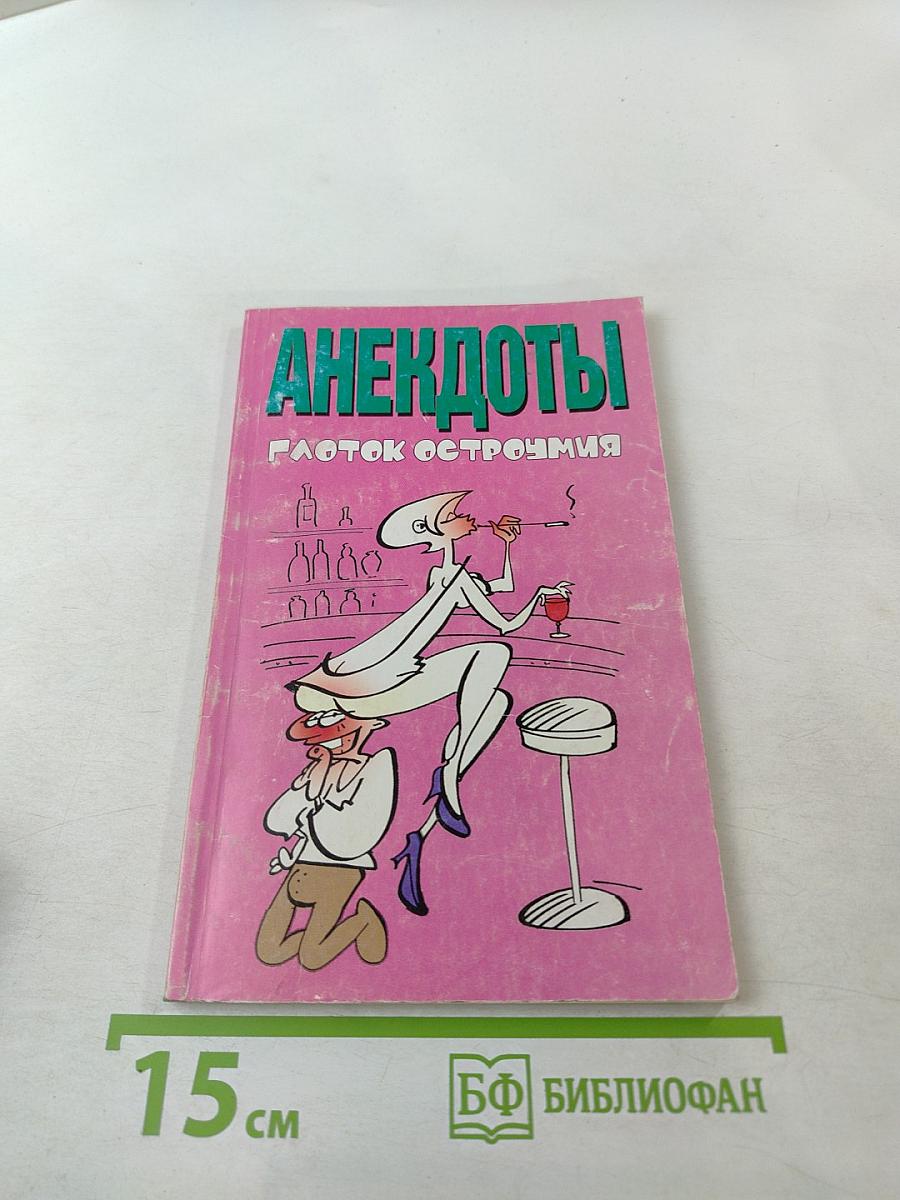 АНЕКДОТЫ
ГЛОТОК ОСТРОУМИЯ
15 см
БФ БИБЛИОФАН